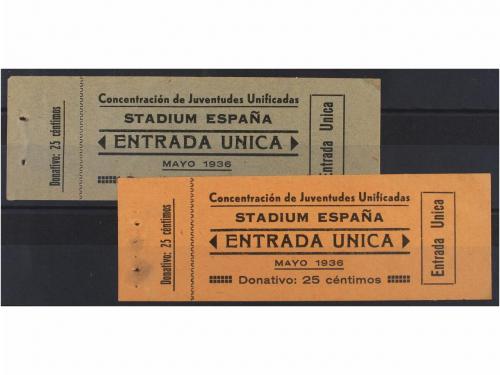 Donativo: 25 céntimos
Concentración de Juventudes Unificadas
STADIUM ESPAÑA
ENTRADA UNICA
MAYO 1936
Entrada Unica
Donativo: 25 céntimos
Concentración de Juventudes Unificadas
STADIUM ESPAÑA
ENTRADA UNICA
MAYO 1936
Donativo: 25 céntimos
Entrada Unica